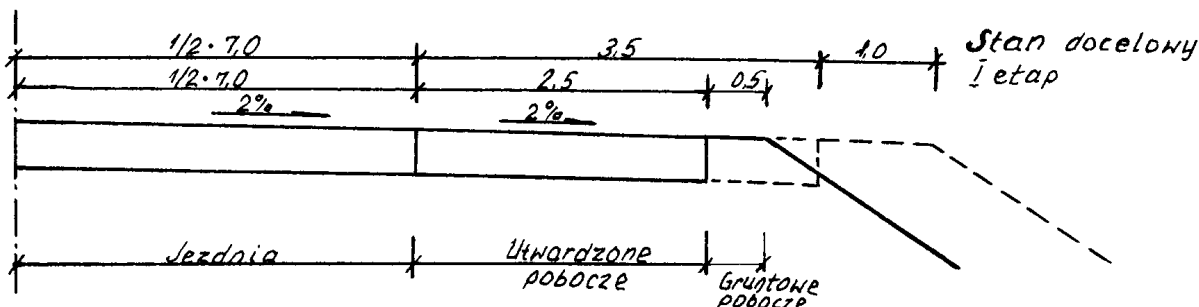 1/2·7,0 3,5 1,0 Stan docelowy
1/2·7,0 2,5 0,5 I etap
2% 2%
Jezdnia Utwardzone pobocze Gruntowe pobocze